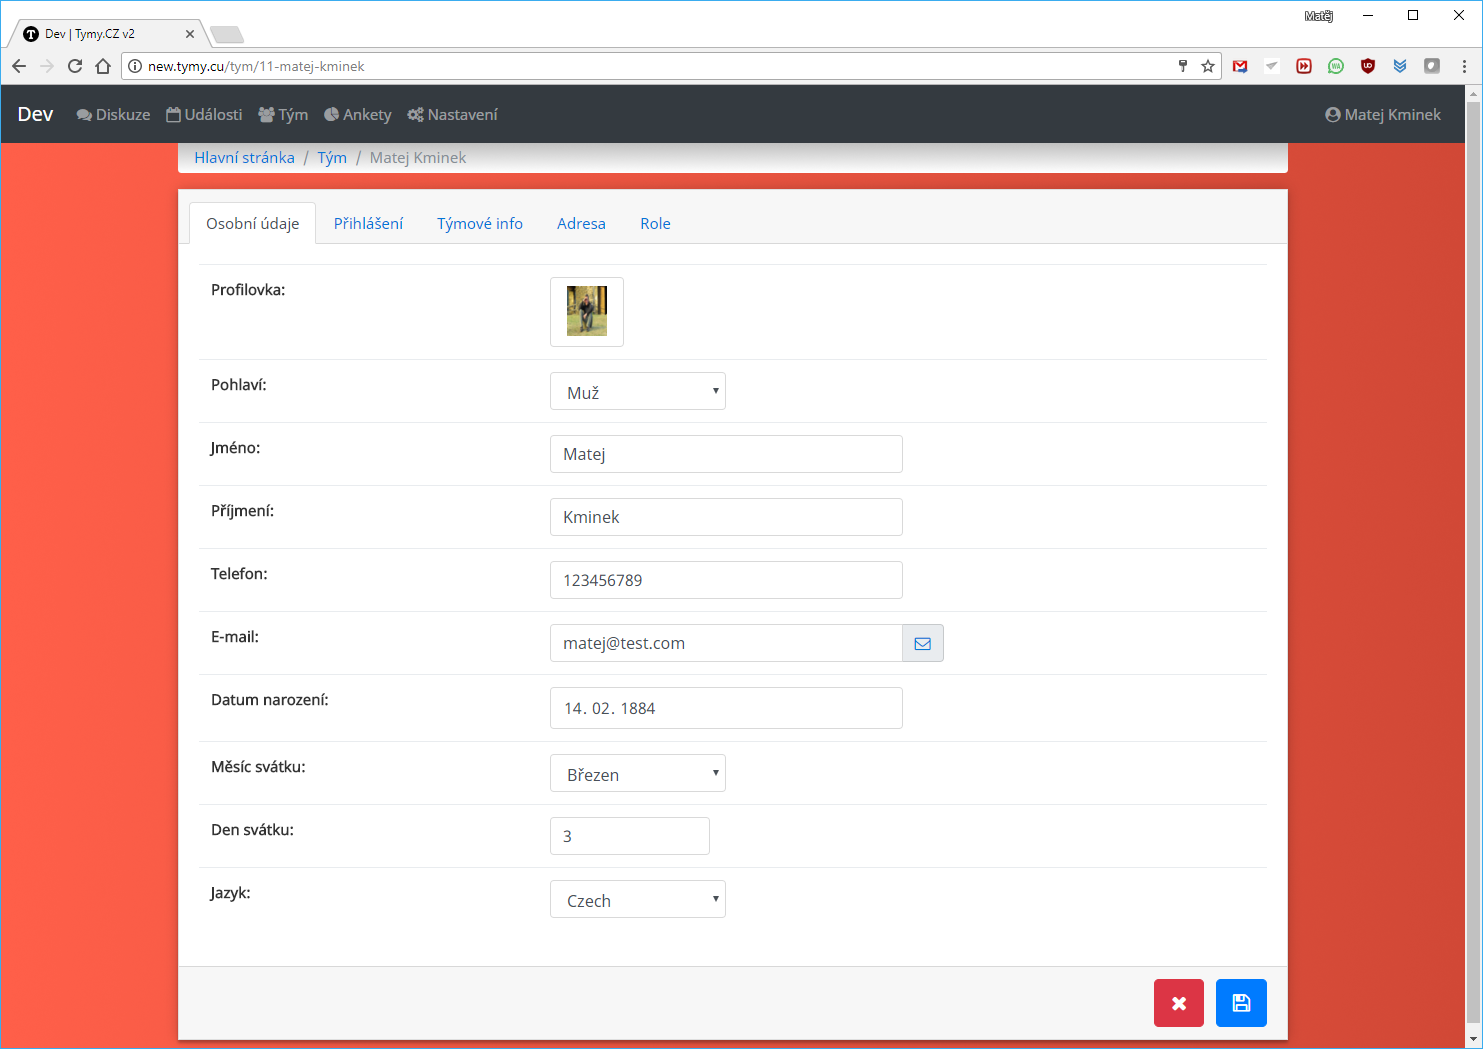 Matěj
Dev | Tymy.CZ v2
new.tymy.cu/tym/11-matej-kminek
Dev Diskuze Události Tým Ankety Nastavení Matej Kminek
Hlavní stránka / Tým / Matej Kminek
Osobní údaje Přihlášení Týmové info Adresa Role
Profilovka:
Pohlaví: Muž
Jméno: Matej
Příjmení: Kminek
Telefon: 123456789
E-mail: matej@test.com
Datum narození: 14. 02. 1884
Měsíc svátku: Březen
Den svátku: 3
Jazyk: Czech